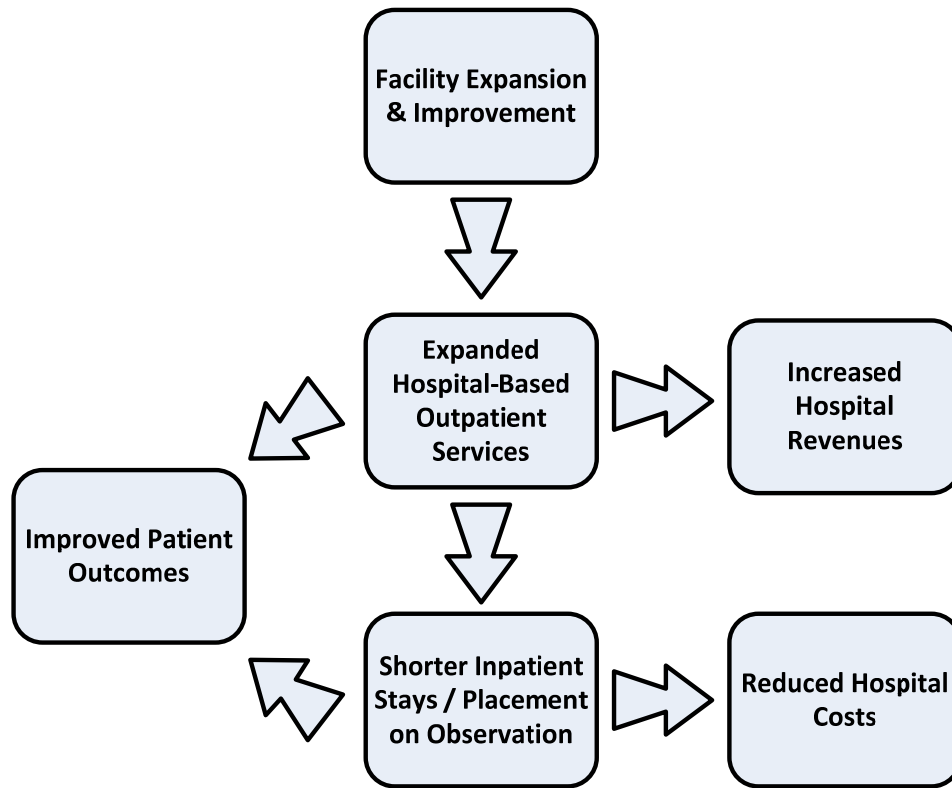 Facility Expansion
& Improvement
Expanded
Hospital-Based
Outpatient
Services
Increased
Hospital
Revenues
Improved Patient
Outcomes
Shorter Inpatient
Stays / Placement
on Observation
Reduced Hospital
Costs